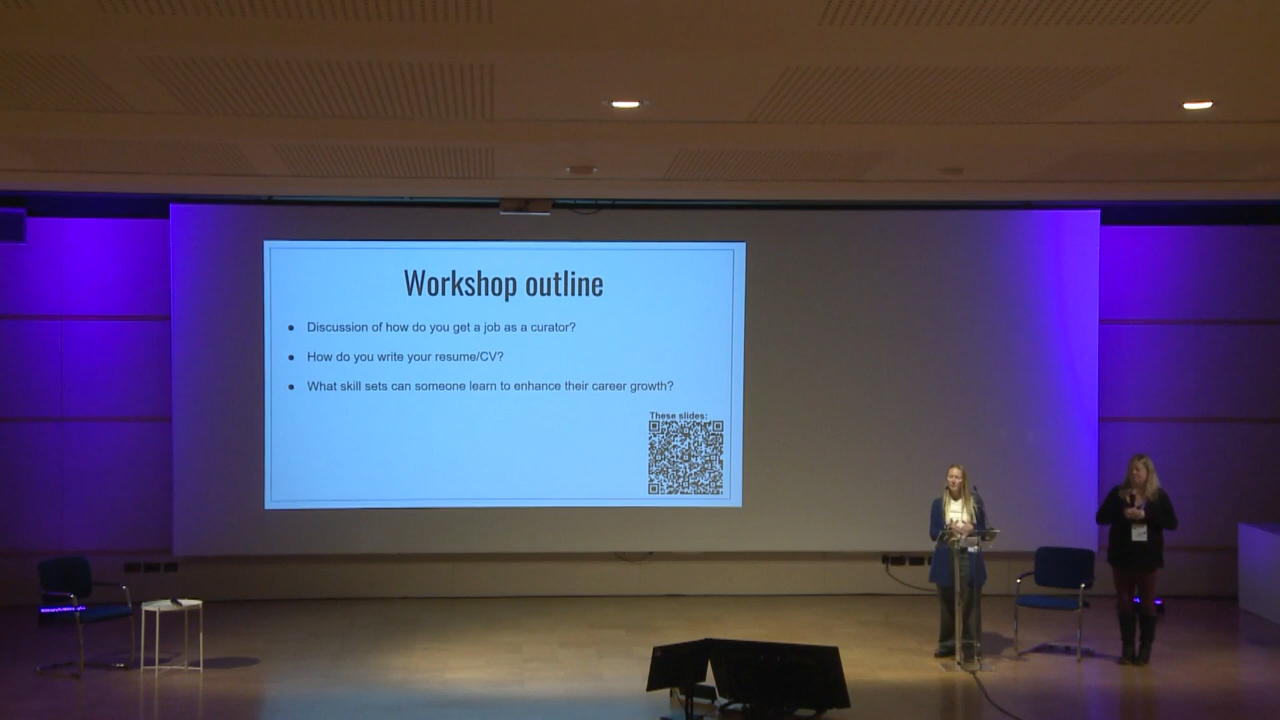 Workshop outline
● Discussion of how do you get a job as a curator?
● How do you write your resume/CV?
● What skill sets can someone learn to enhance their career growth?
These slides: